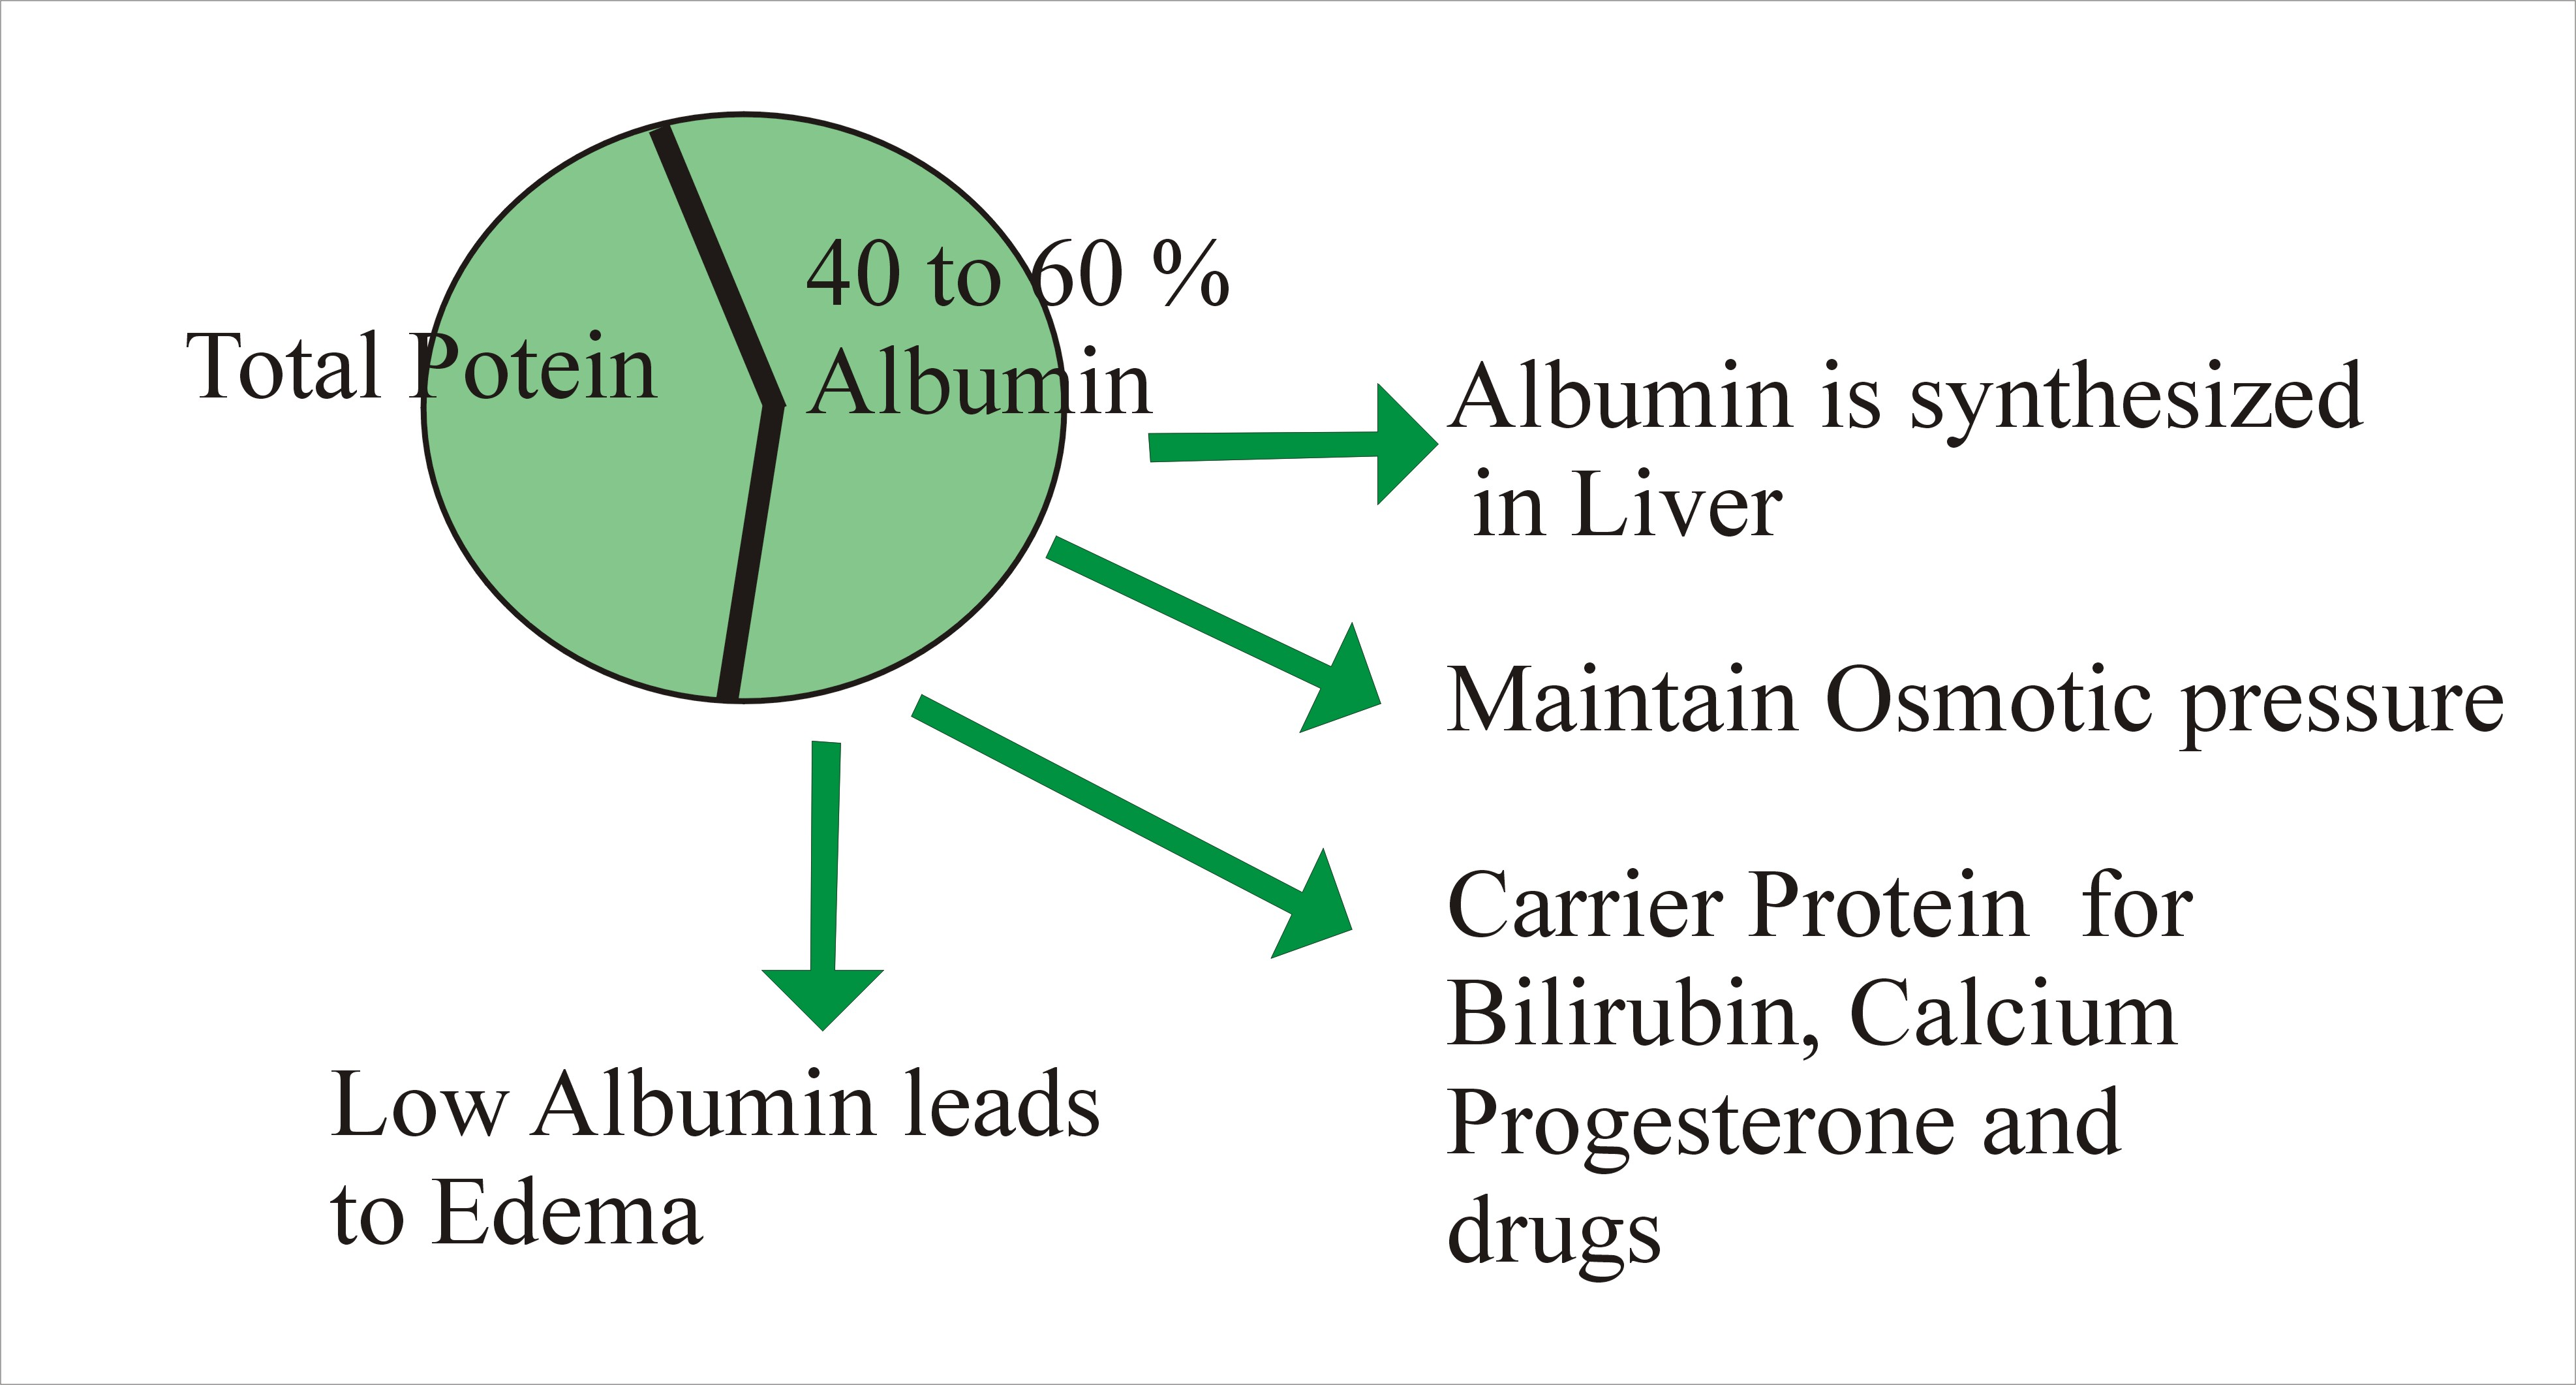 40 to 60 %
Total Potein
Albumin
Albumin is synthesized
in Liver
Maintain Osmotic pressure
Carrier Protein for
Bilirubin, Calcium
Progesterone and
drugs
Low Albumin leads
to Edema